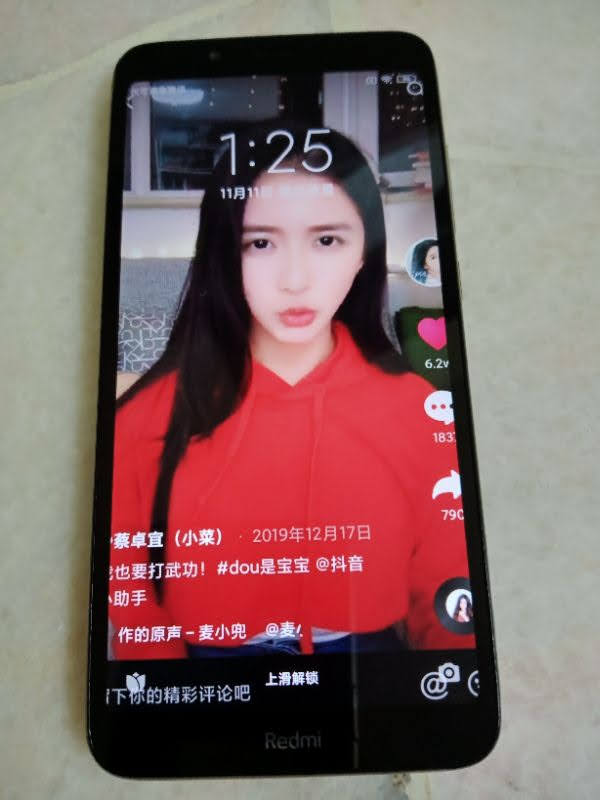 1:25
11月11日
6.2w
1837
790
蔡卓宜（小菜） · 2019年12月17日
也要打武功！#dou是宝宝 @抖音
小助手
作的原声 – 麦小兜 @麦小
上滑解锁
下你的精彩评论吧
@
Redmi